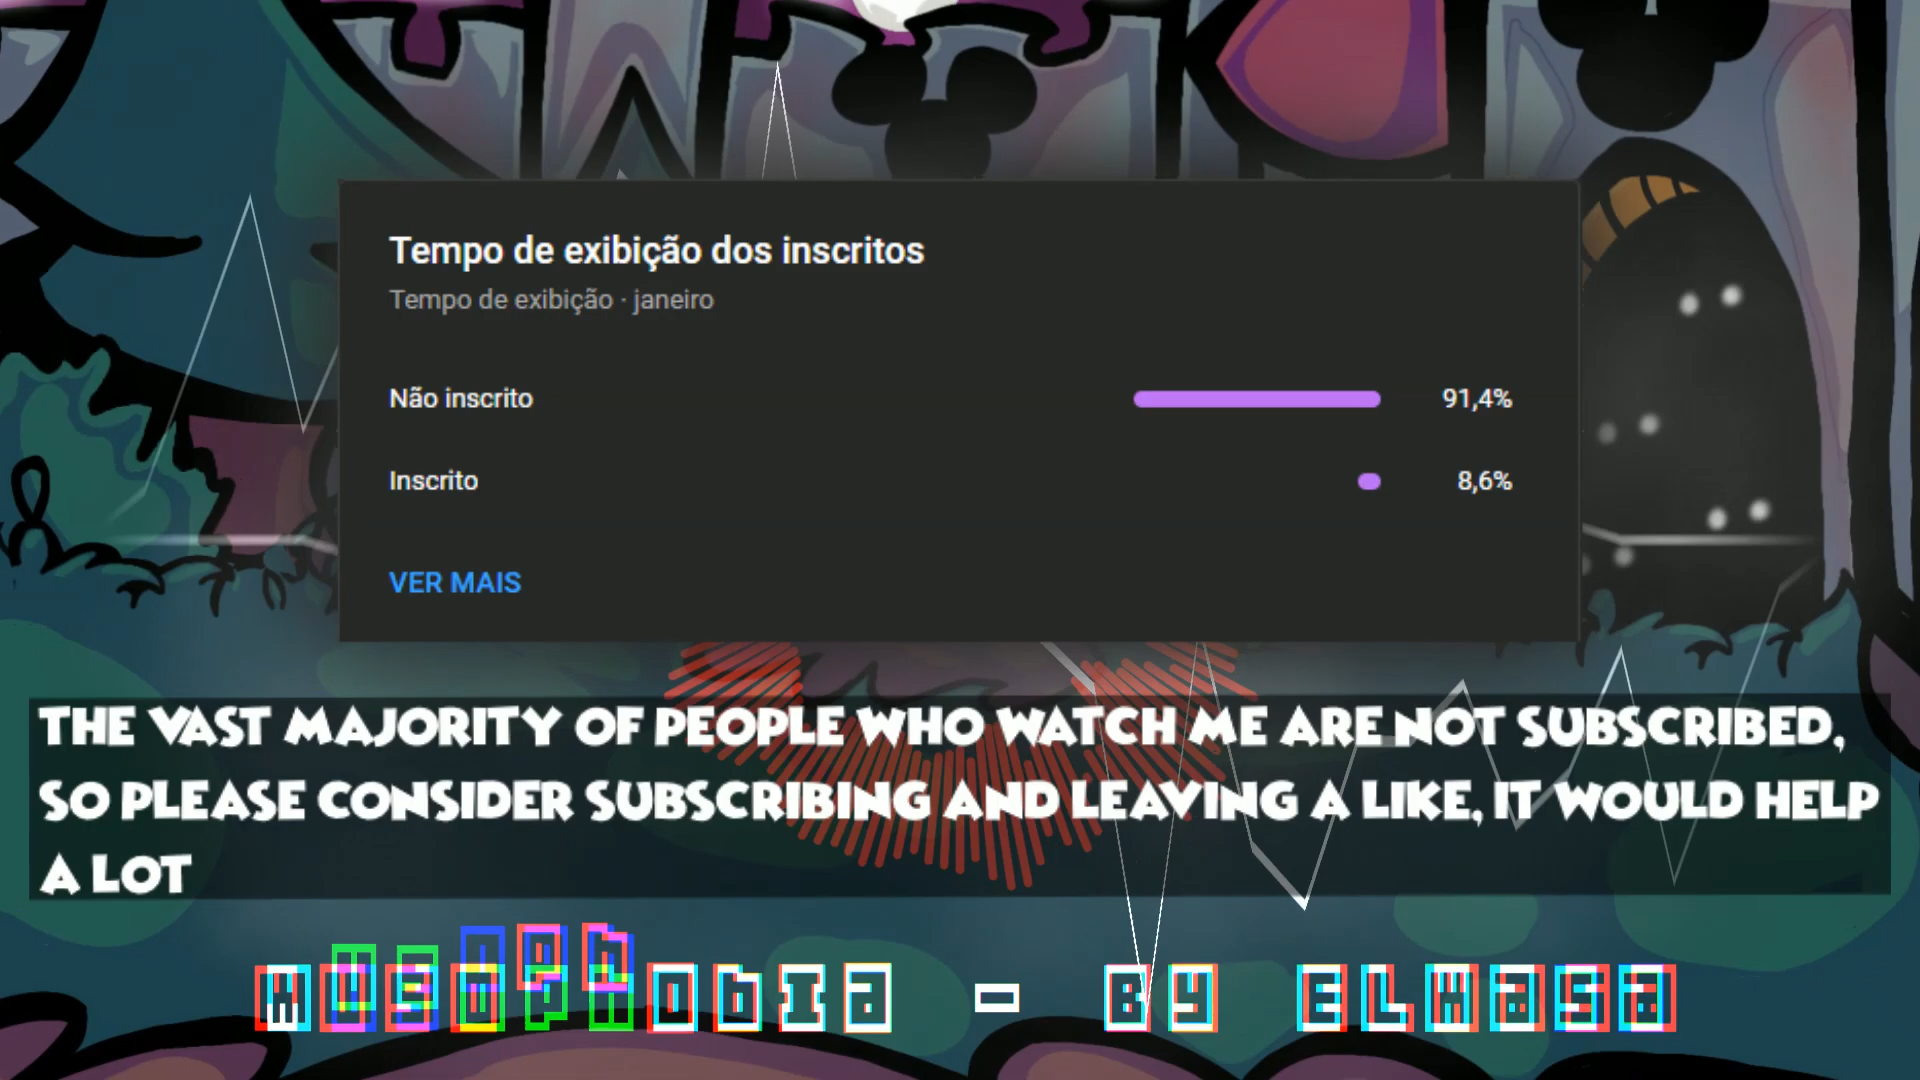 Tempo de exibição dos inscritos
Tempo de exibição · janeiro
Não inscrito 91,4%
Inscrito 8,6%
VER MAIS
THE VAST MAJORITY OF PEOPLE WHO WATCH ME ARE NOT SUBSCRIBED,
SO PLEASE CONSIDER SUBSCRIBING AND LEAVING A LIKE, IT WOULD HELP
A LOT
- By ELWasa